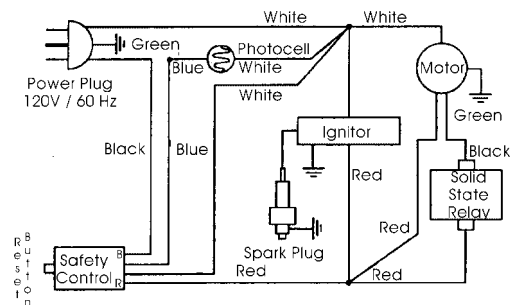 White
White
Green
Photocell
Blue
White
Motor
Power Plug
120V / 60 Hz
White
Green
Ignitor
Black
Blue
Black
Red
Solid
State
Relay
Red
Spark Plug
Reset
Button
Safety
Control
B
R
Red
Red